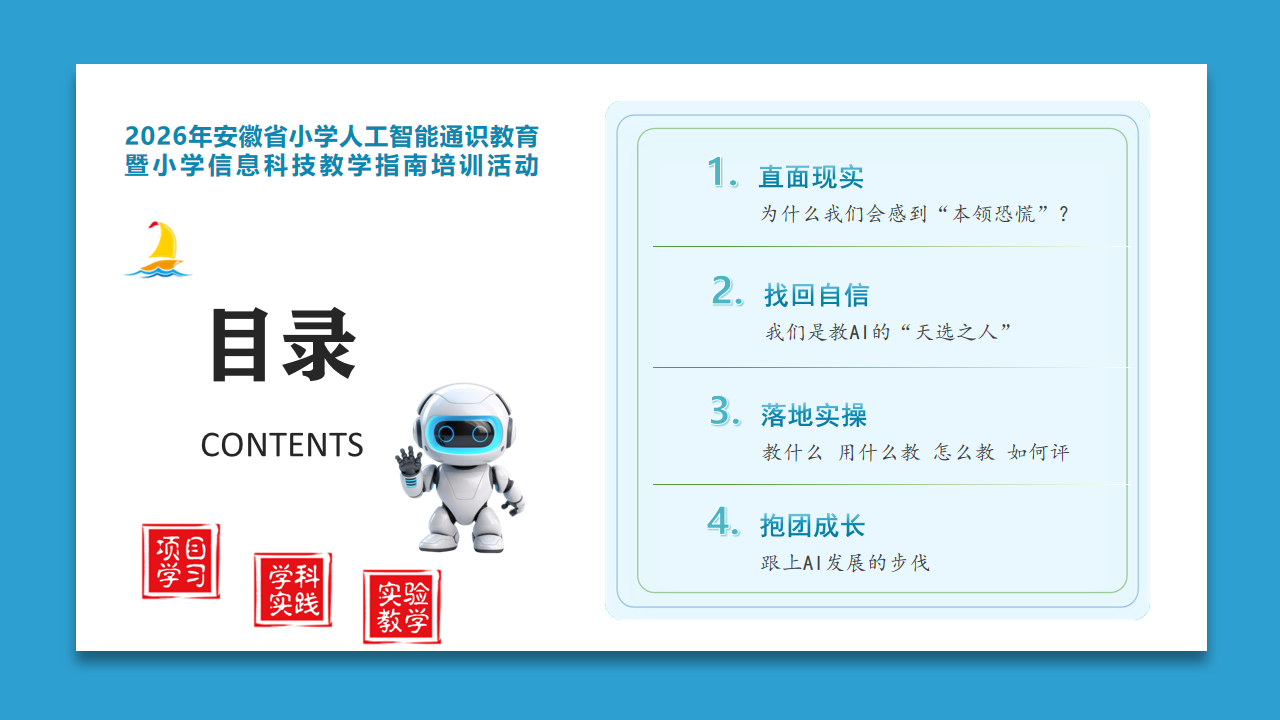 2026年安徽省小学人工智能通识教育
暨小学信息科技教学指南培训活动
目录
CONTENTS
项目
学习
学科
实践
实验
教学
1. 直面现实
为什么我们会感到“本领恐慌”？
2. 找回自信
我们是教AI的“天选之人”
3. 落地实操
教什么 用什么教 怎么教 如何评
4. 抱团成长
跟上AI发展的步伐